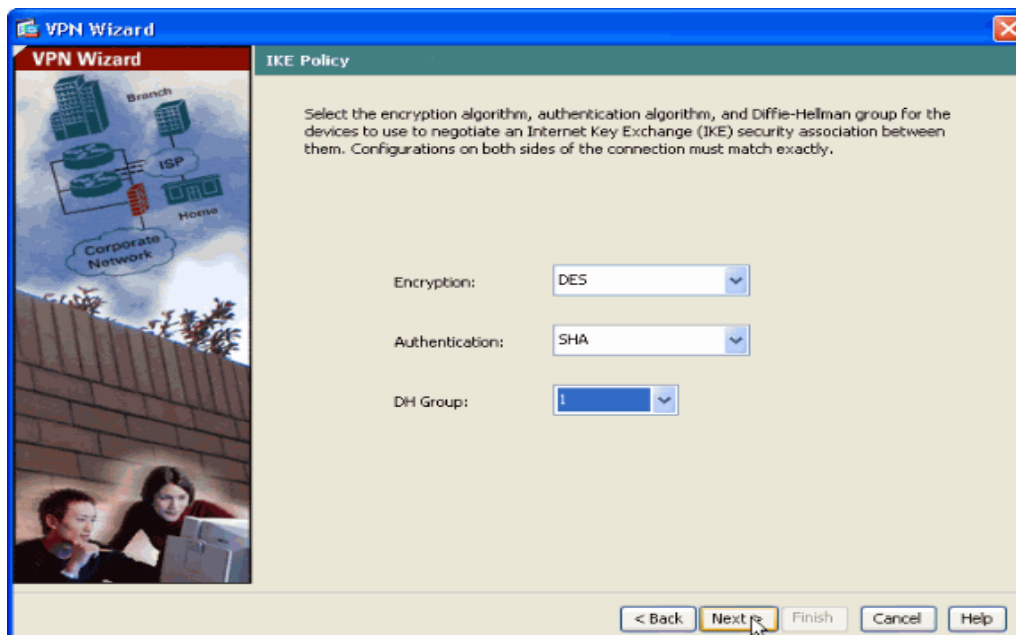 VPN Wizard
VPN Wizard
IKE Policy
Branch
ISP
Home
Corporate
Network
Select the encryption algorithm, authentication algorithm, and Diffie-Hellman group for the
devices to use to negotiate an Internet Key Exchange (IKE) security association between
them. Configurations on both sides of the connection must match exactly.
Encryption: DES
Authentication: SHA
DH Group: 1
< Back Next > Finish Cancel Help